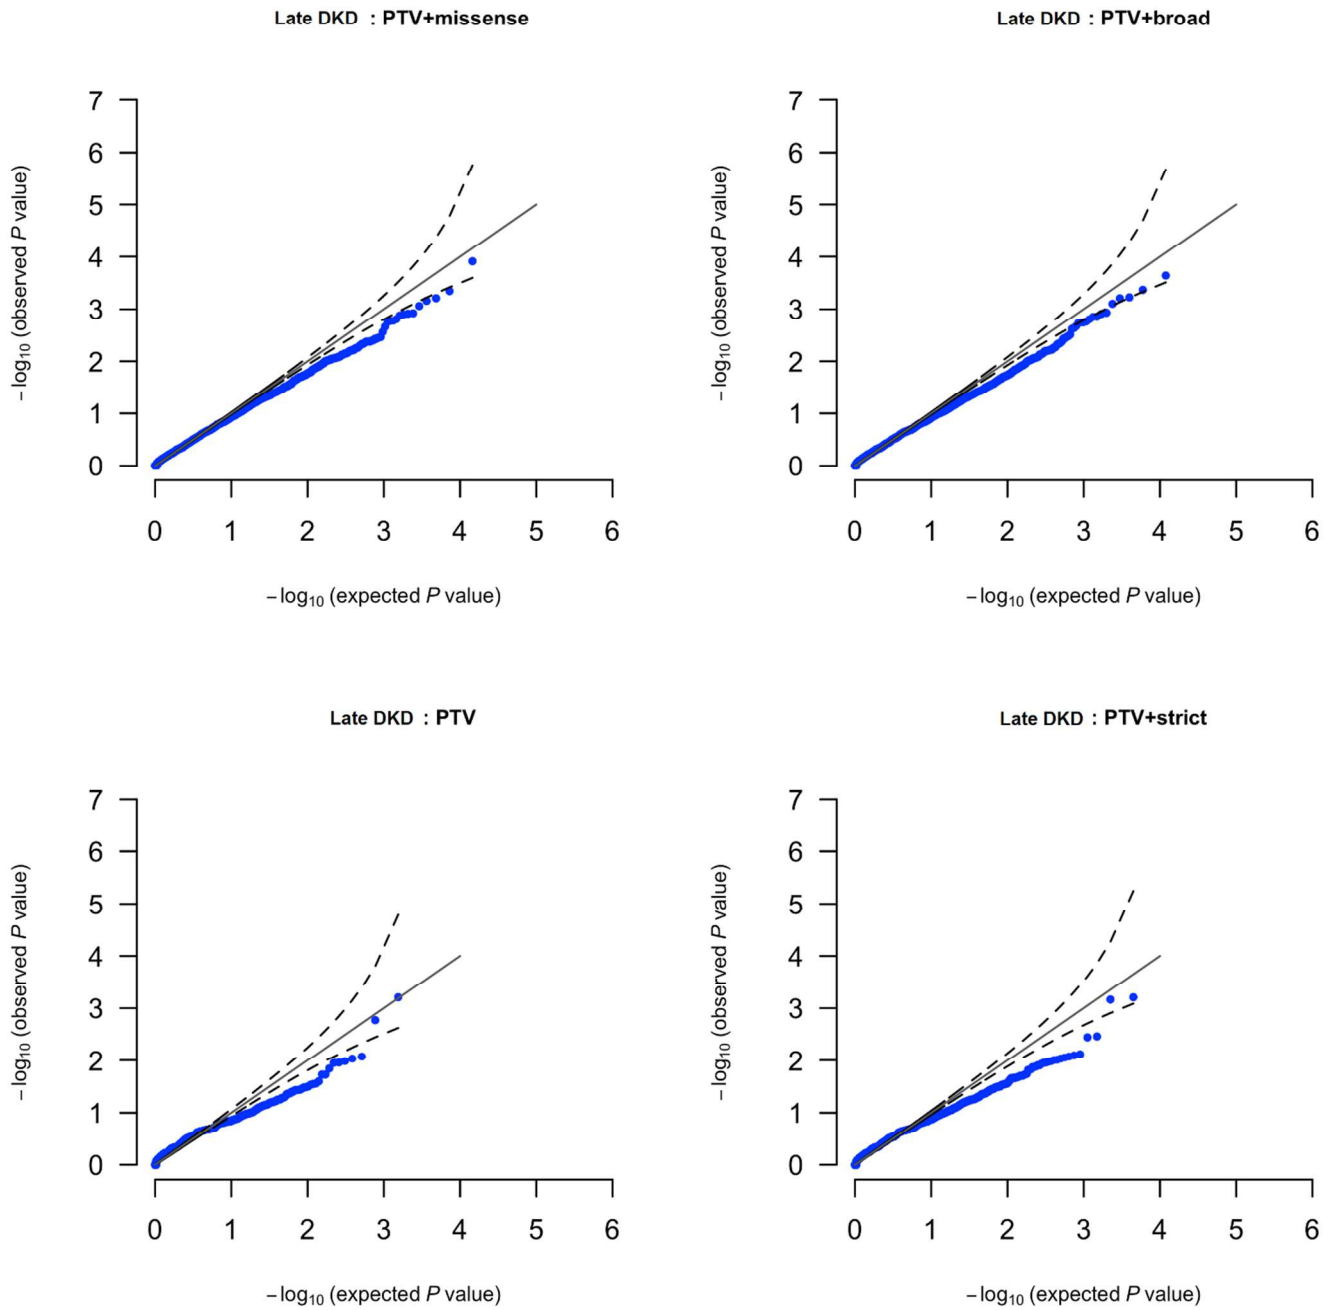 Late DKD : PTV+missense
7
6
5
4
3
2
1
0
0 1 2 3 4 5 6
−log10 (observed P value)
−log10 (expected P value)
Late DKD : PTV+broad
7
6
5
4
3
2
1
0
0 1 2 3 4 5 6
−log10 (observed P value)
−log10 (expected P value)
Late DKD : PTV
7
6
5
4
3
2
1
0
0 1 2 3 4 5 6
−log10 (observed P value)
−log10 (expected P value)
Late DKD : PTV+strict
7
6
5
4
3
2
1
0
0 1 2 3 4 5 6
−log10 (observed P value)
−log10 (expected P value)